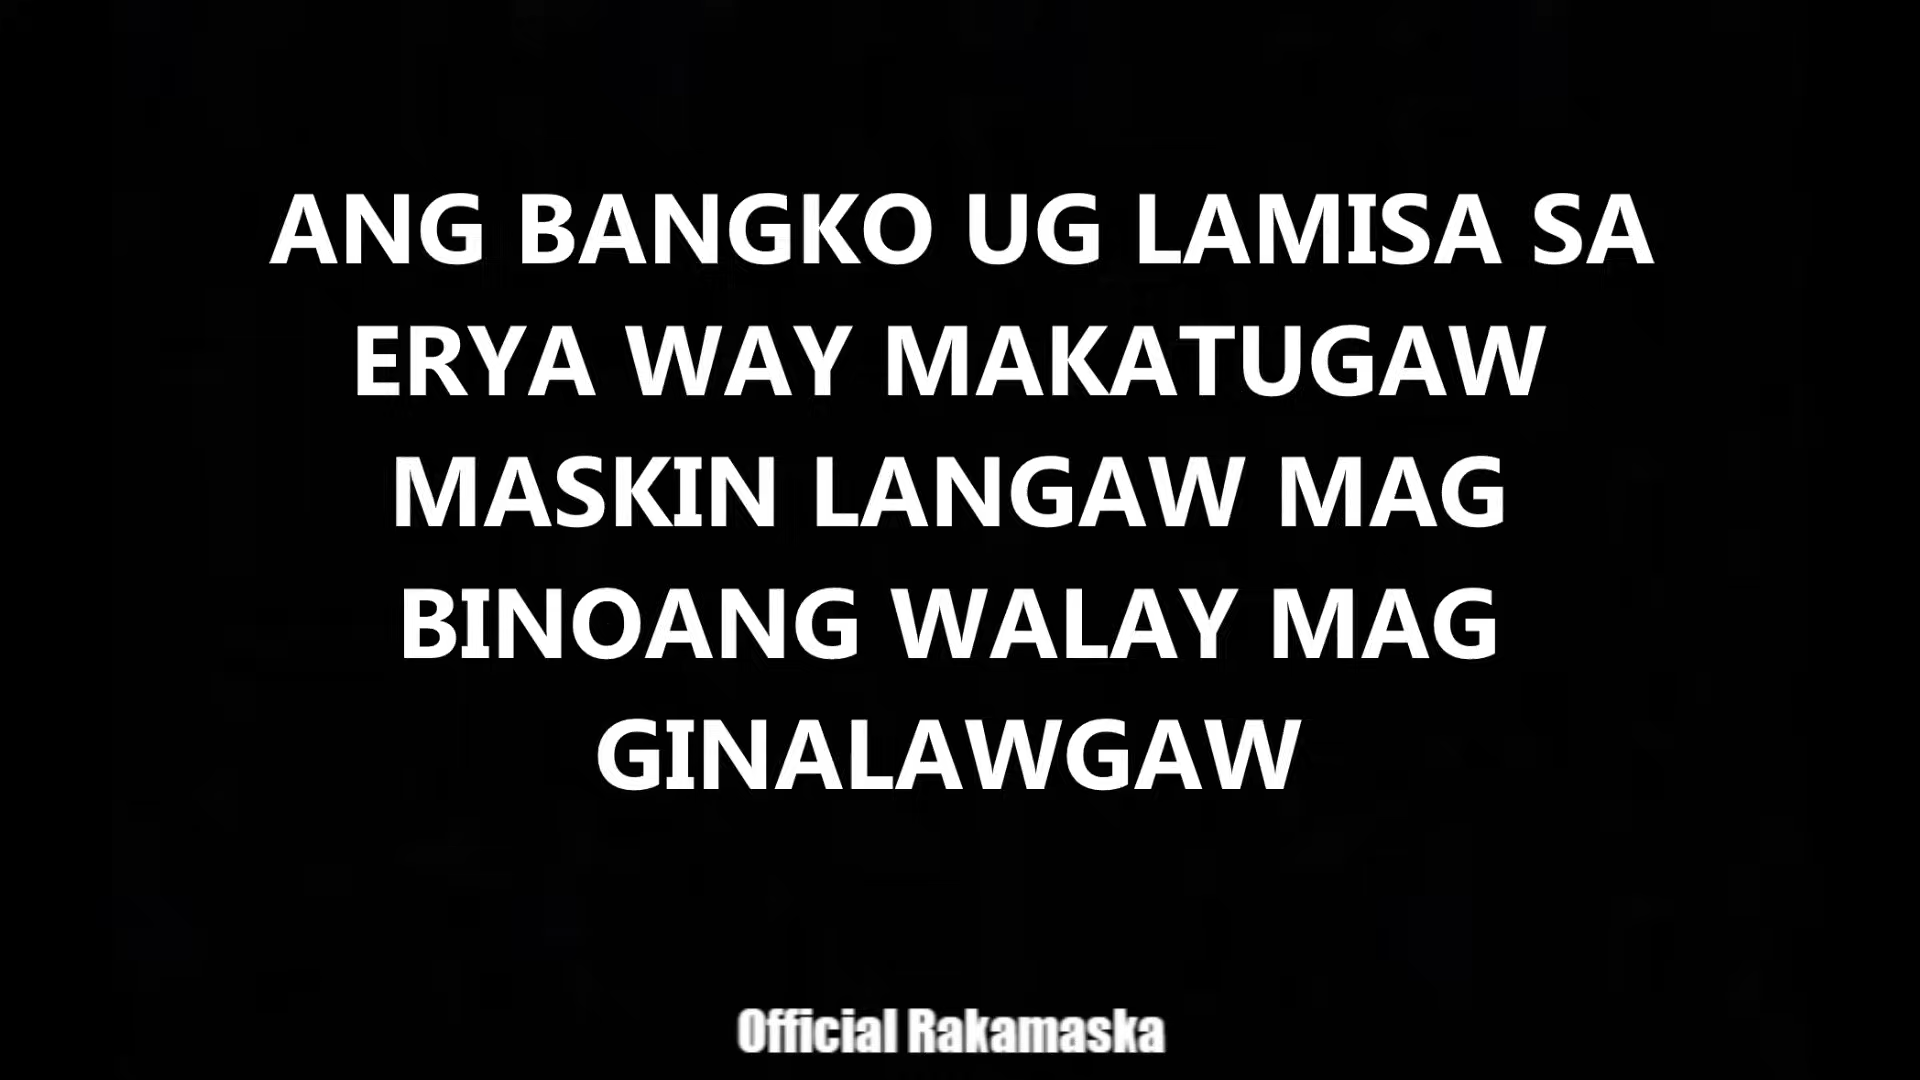 ANG BANGKO UG LAMISA SA
ERYA WAY MAKATUGAW
MASKIN LANGAW MAG
BINOANG WALAY MAG
GINALAWGAW
Official Rakamaska